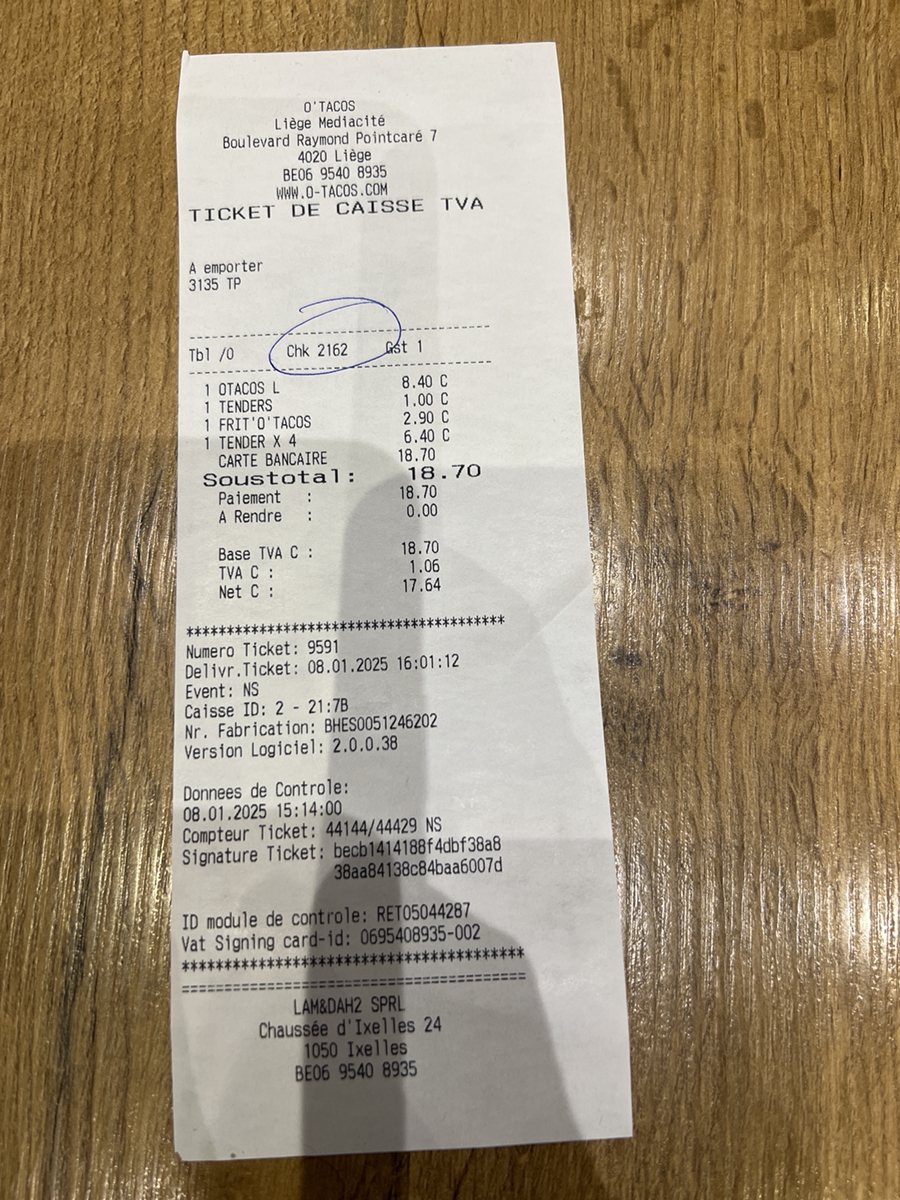 O'TACOS
Liège Mediacité
Boulevard Raymond Pointcaré 7
4020 Liège
BE06 9540 8935
WWW.O-TACOS.COM
TICKET DE CAISSE TVA
A emporter
3135 TP
Tbl /0 Chk 2162 Gst 1
1 OTACOS L 8.40 C
1 TENDERS 1.00 C
1 FRIT'O'TACOS 2.90 C
1 TENDER X 4 6.40 C
CARTE BANCAIRE 18.70
Soustotal: 18.70
Paiement : 18.70
A Rendre : 0.00
Base TVA C : 18.70
TVA C : 1.06
Net C : 17.64
****************************************
Numero Ticket: 9591
Delivr.Ticket: 08.01.2025 16:01:12
Event: NS
Caisse ID: 2 - 21:7B
Nr. Fabrication: BHES0051246202
Version Logiciel: 2.0.0.38
Donnees de Controle:
08.01.2025 15:14:00
Compteur Ticket: 44144/44429 NS
Signature Ticket: becb1414188f4dbf38a8
38aa84138c84baa6007d
ID module de controle: RET05044287
Vat Signing card-id: 0695408935-002
****************************************
========================================
LAM&DAH2 SPRL
Chaussée d'Ixelles 24
1050 Ixelles
BE06 9540 8935